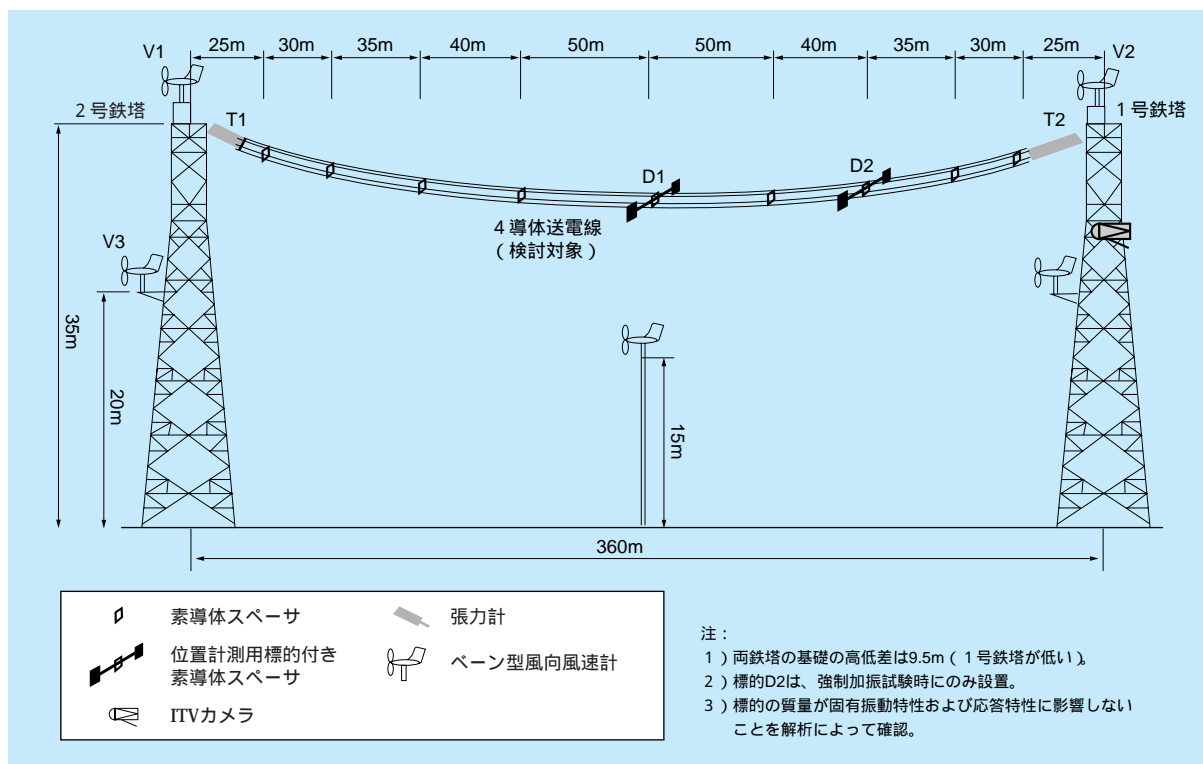 25m 30m 35m 40m 50m 50m 40m 35m 30m 25m
V1
V2
2号鉄塔
1号鉄塔
T1
T2
D1
D2
4導体送電線
(検討対象)
V3
35m
20m
15m
360m
素導体スペーサ
張力計
位置計測用標的付き
素導体スペーサ
ベーン型風向風速計
ITVカメラ
注:
1)両鉄塔の基礎の高低差は9.5m(1号鉄塔が低い)。
2)標的D2は、強制加振試験時にのみ設置。
3)標的の質量が固有振動特性および応答特性に影響しない
ことを解析によって確認。